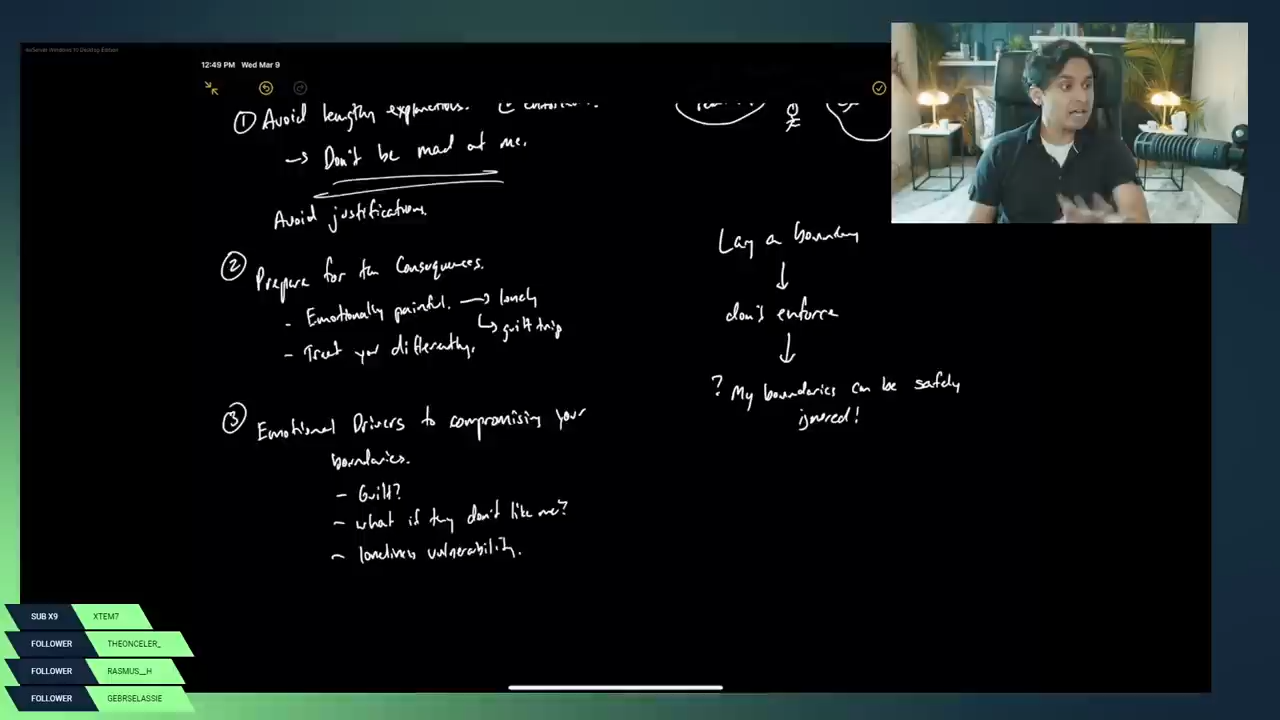 12:49 PM Wed Mar 9
① Avoid lengthy explanations.
→ Don't be mad at me.
Avoid justifications.
② Prepare for the Consequences.
- Emotionally painful. → lonely
↳ guilt trip
- Treat you differently.
③ Emotional Drivers to compromising your
boundaries.
- Guilt?
- what if they don't like me?
- loneliness vulnerability.
Lay a boundary
↓
don't enforce
↓
? My boundaries can be safely
ignored!
SUB X9 XTEM7
FOLLOWER THEONCELER_
FOLLOWER RASMUS__H
FOLLOWER GEBRSELASSIE